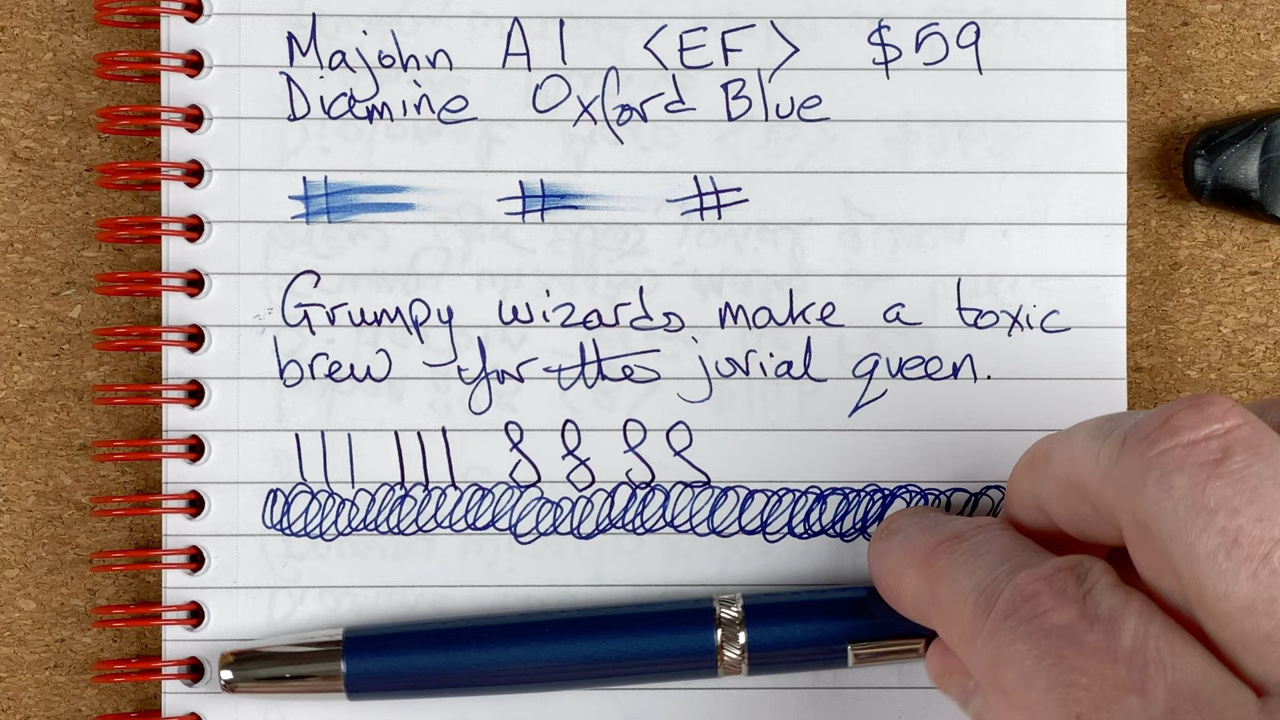 Majohn A1 <EF> $59
Diamine Oxford Blue
# # #
Grumpy wizards make a toxic
brew for the jovial queen.